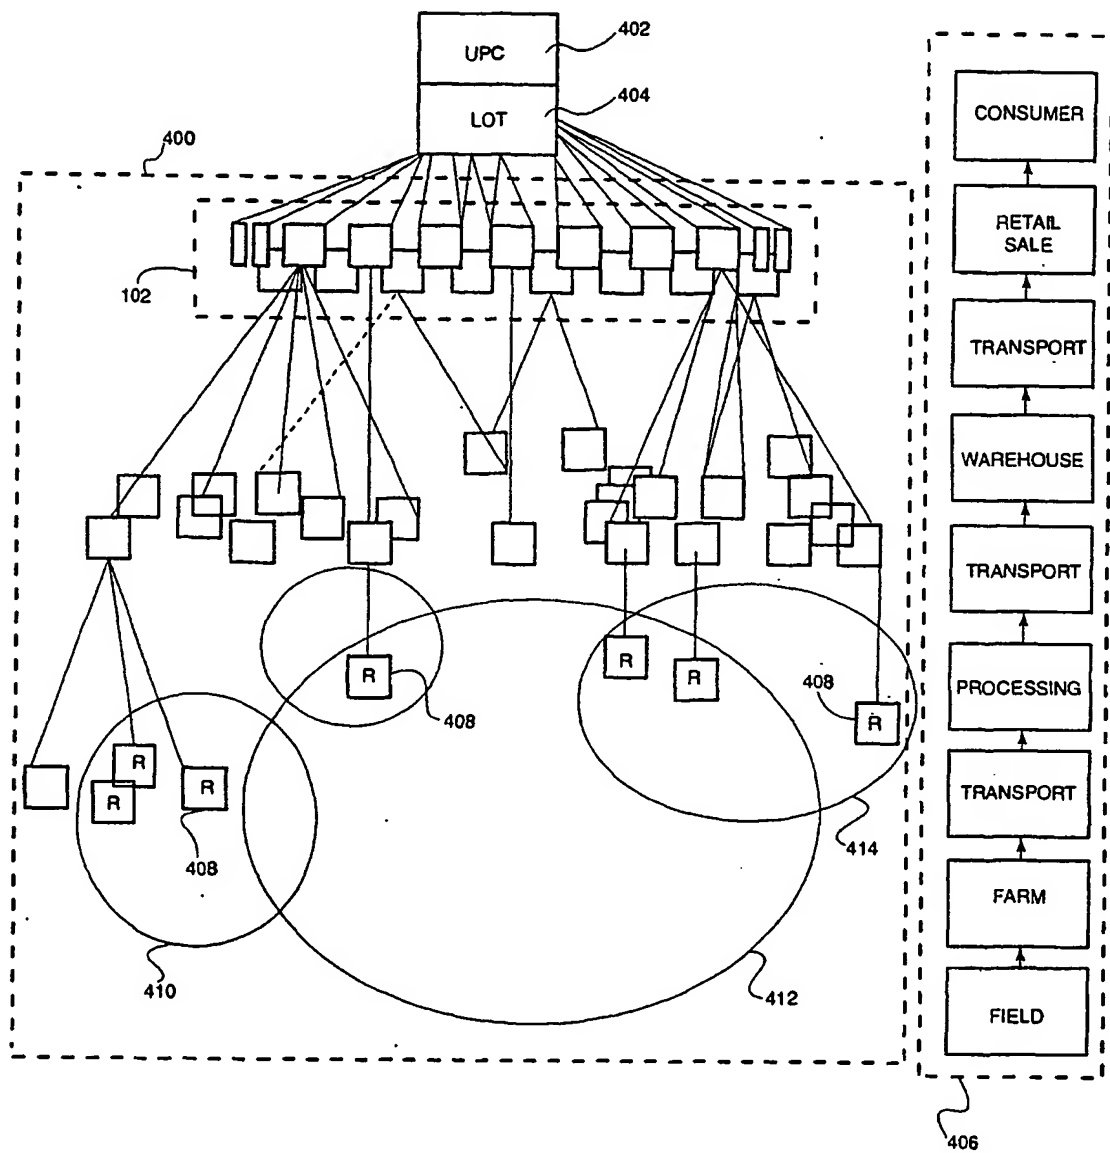 402
UPC
404
LOT
400
102
R
408
R
R
408
R
R
R
R
408
414
410
412
CONSUMER
RETAIL
SALE
TRANSPORT
WAREHOUSE
TRANSPORT
PROCESSING
TRANSPORT
FARM
FIELD
406